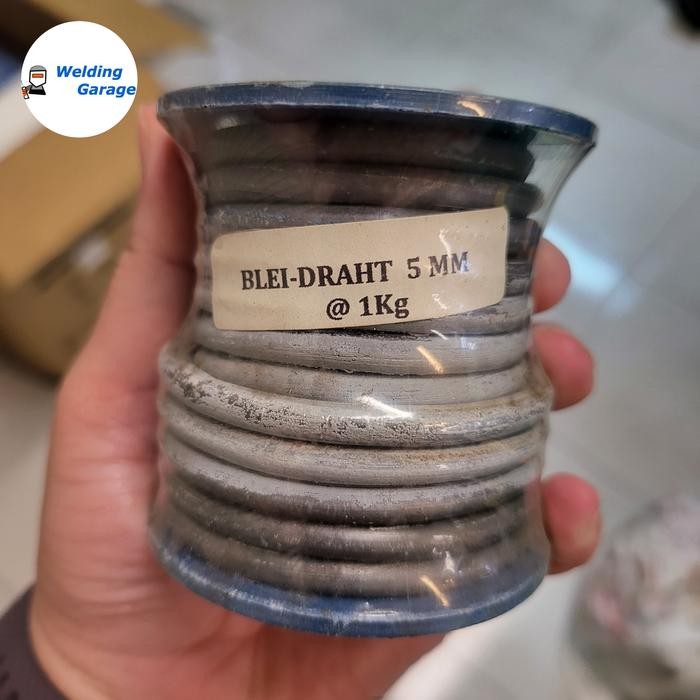 Welding
Garage
BLEI-DRAHT 5 MM
@ 1Kg